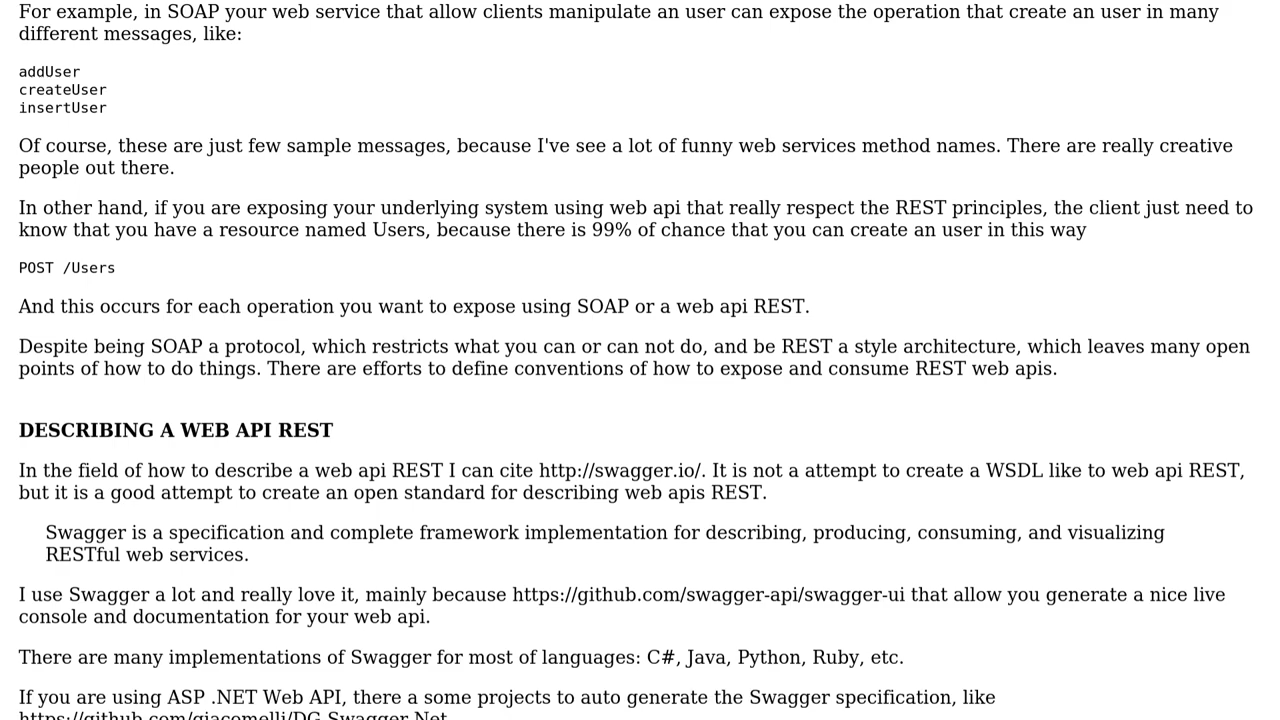 For example, in SOAP your web service that allow clients manipulate an user can expose the operation that create an user in many
different messages, like:
addUser
createUser
insertUser
Of course, these are just few sample messages, because I've see a lot of funny web services method names. There are really creative
people out there.
In other hand, if you are exposing your underlying system using web api that really respect the REST principles, the client just need to
know that you have a resource named Users, because there is 99% of chance that you can create an user in this way
POST /Users
And this occurs for each operation you want to expose using SOAP or a web api REST.
Despite being SOAP a protocol, which restricts what you can or can not do, and be REST a style architecture, which leaves many open
points of how to do things. There are efforts to define conventions of how to expose and consume REST web apis.
DESCRIBING A WEB API REST
In the field of how to describe a web api REST I can cite http://swagger.io/. It is not a attempt to create a WSDL like to web api REST,
but it is a good attempt to create an open standard for describing web apis REST.
Swagger is a specification and complete framework implementation for describing, producing, consuming, and visualizing
RESTful web services.
I use Swagger a lot and really love it, mainly because https://github.com/swagger-api/swagger-ui that allow you generate a nice live
console and documentation for your web api.
There are many implementations of Swagger for most of languages: C#, Java, Python, Ruby, etc.
If you are using ASP .NET Web API, there a some projects to auto generate the Swagger specification, like
https://github.com/giacomelli/DG.Swagger.Net